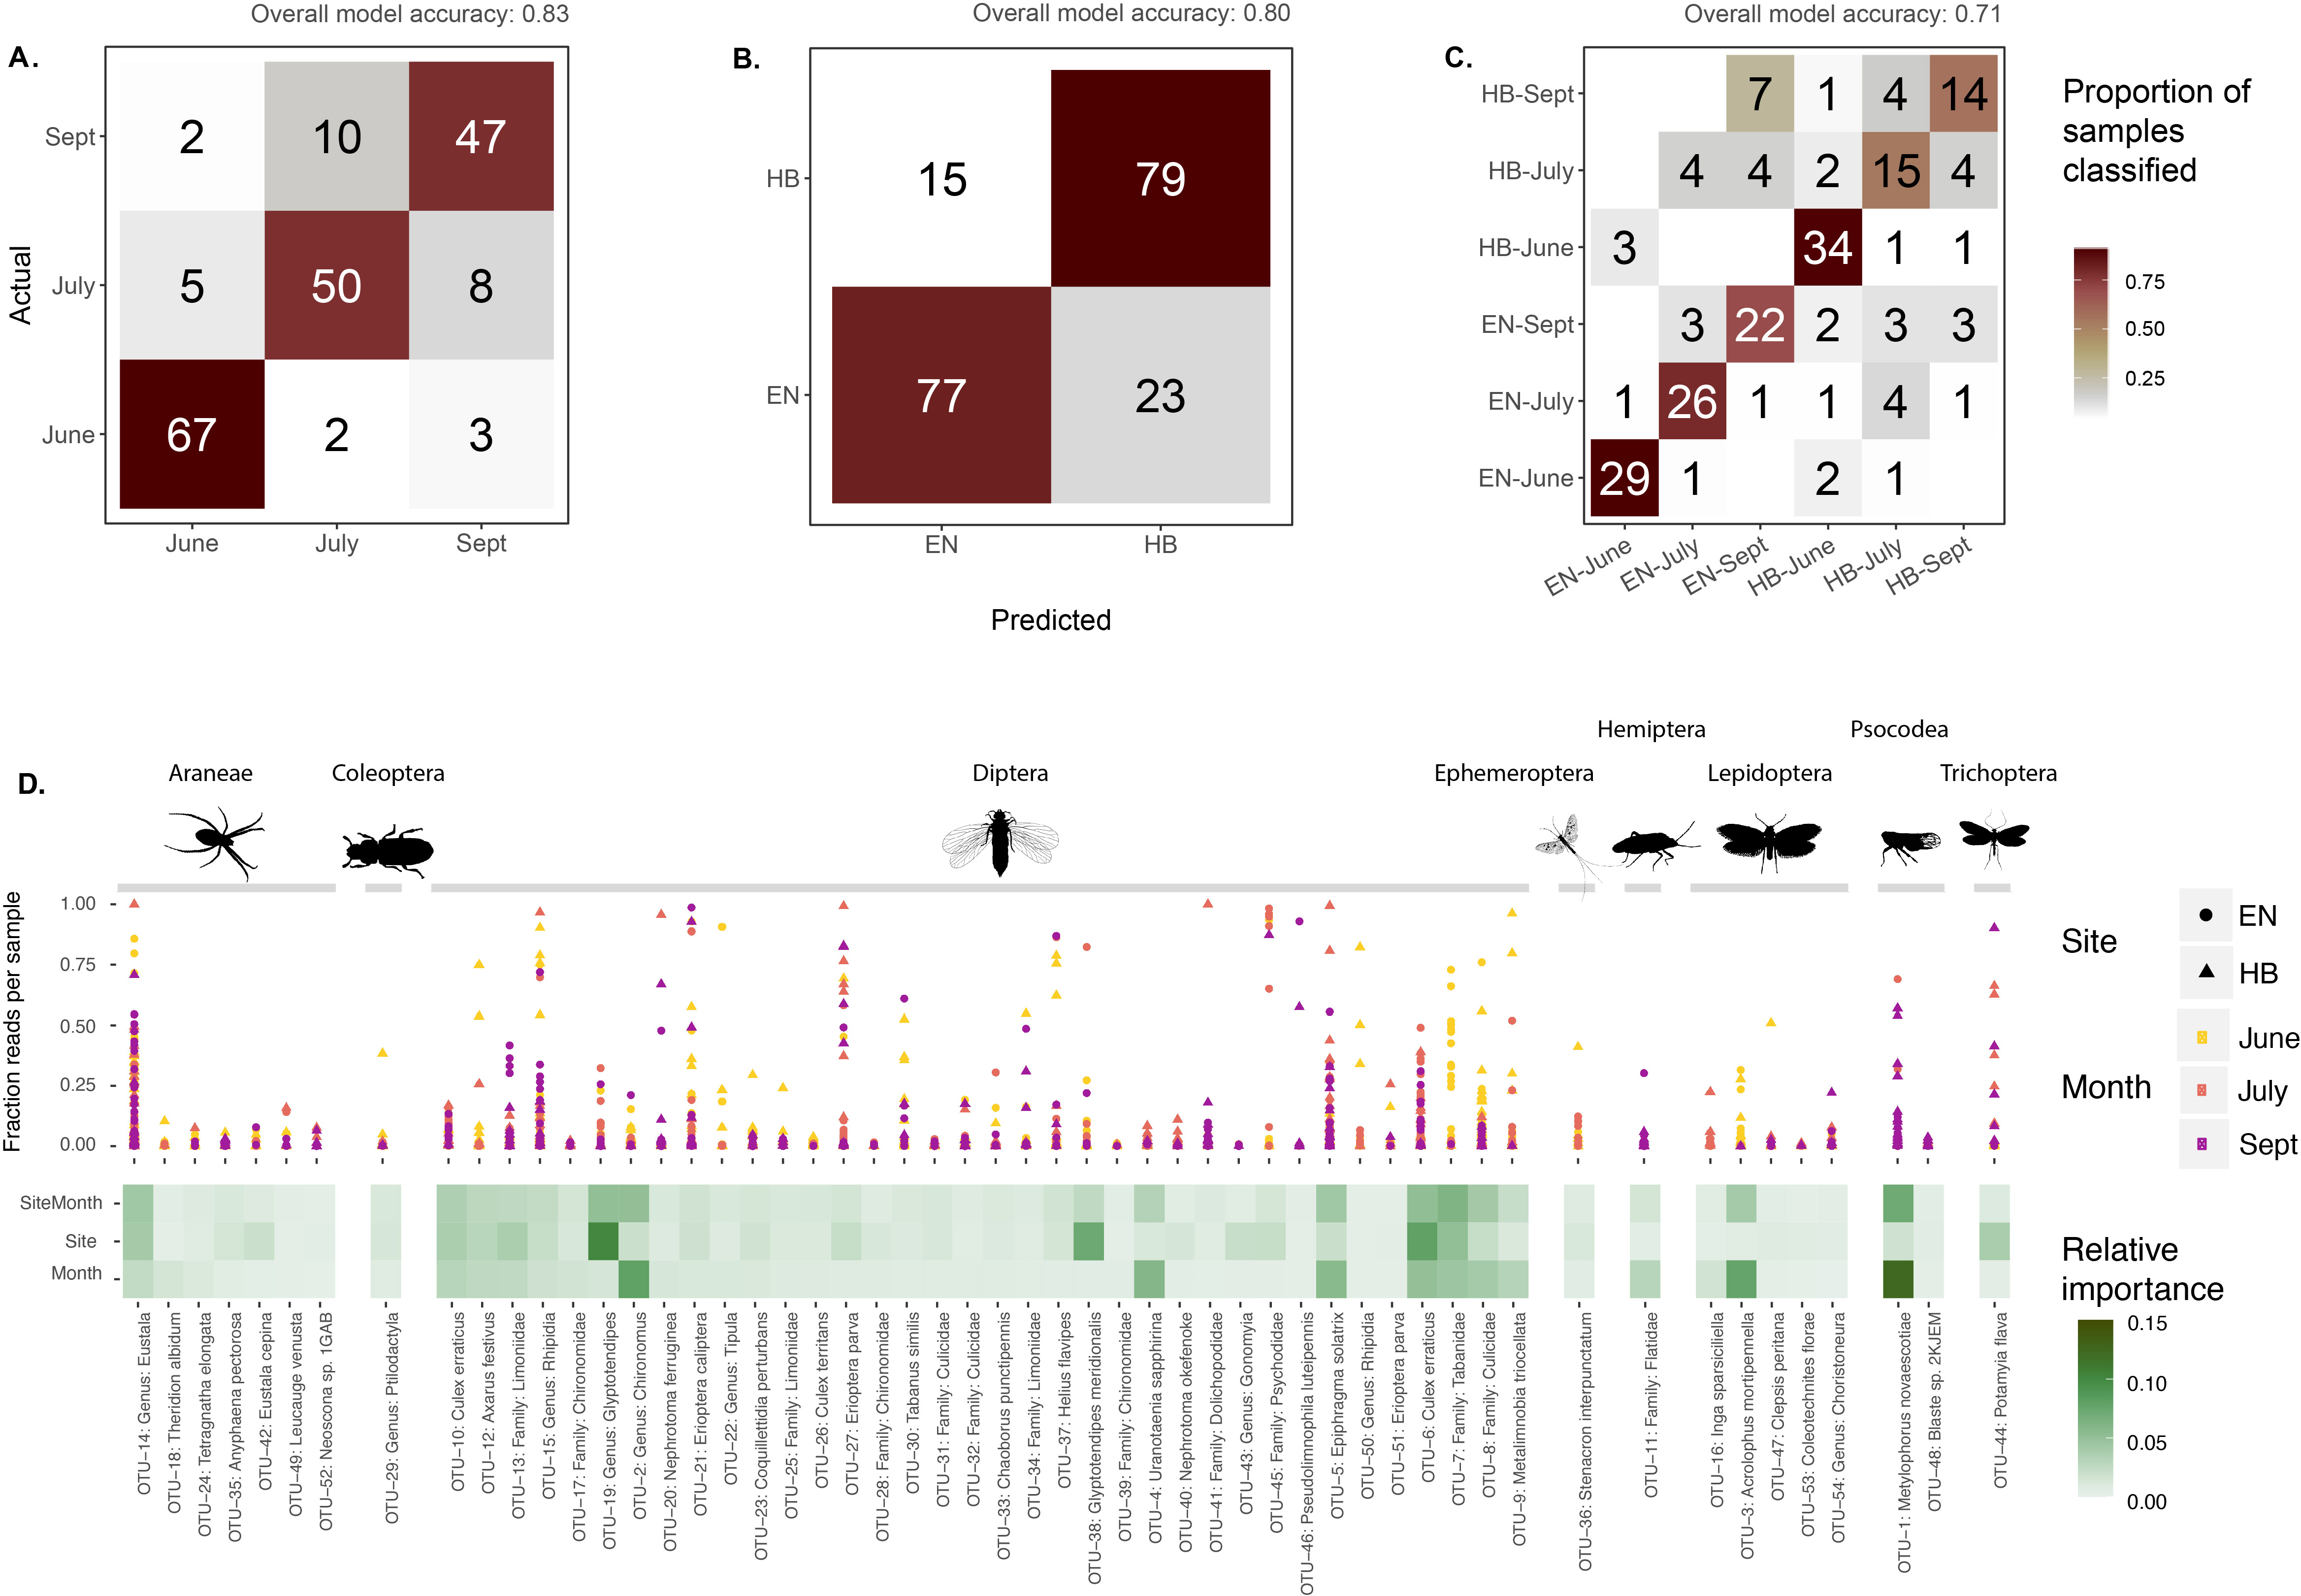 Overall model accuracy: 0.83
Overall model accuracy: 0.80
Overall model accuracy: 0.71
A.
Actual
Sept
2 10 47
July
5 50 8
June
67 2 3
June July Sept
B.
HB
15 79
EN
77 23
EN HB
Predicted
C.
HB-Sept
7 1 4 14
HB-July
4 4 2 15 4
HB-June
3 34 1 1
EN-Sept
3 22 2 3 3
EN-July
1 26 1 1 4 1
EN-June
29 1 2 1
EN-June
EN-July
EN-Sept
HB-June
HB-July
HB-Sept
Proportion of
samples
classified
0.75
0.50
0.25
D.
Araneae
Coleoptera
Diptera
Ephemeroptera
Hemiptera
Lepidoptera
Psocodea
Trichoptera
Fraction reads per sample
1.00
0.75
0.50
0.25
0.00
Site
EN
HB
Month
June
July
Sept
SiteMonth
Site
Month
Relative
importance
0.15
0.10
0.05
0.00
OTU-14: Genus: Eustala
OTU-18: Theridion albidum
OTU-24: Tetragnatha elongata
OTU-35: Anyphaena pectorosa
OTU-42: Eustala cepina
OTU-49: Leucauge venusta
OTU-52: Neoscona sp. 1GAB
OTU-29: Genus: Ptilodactyla
OTU-10: Culex erraticus
OTU-12: Axarus festivus
OTU-13: Family: Limoniidae
OTU-15: Genus: Rhipidia
OTU-17: Family: Chironomidae
OTU-19: Genus: Glyptotendipes
OTU-2: Genus: Chironomus
OTU-20: Nephrotoma ferruginea
OTU-21: Erioptera caliptera
OTU-22: Genus: Tipula
OTU-23: Coquillettidia perturbans
OTU-25: Family: Limoniidae
OTU-26: Culex territans
OTU-27: Erioptera parva
OTU-28: Family: Chironomidae
OTU-30: Tabanus similis
OTU-31: Family: Culicidae
OTU-32: Family: Culicidae
OTU-33: Chaoborus punctipennis
OTU-34: Family: Limoniidae
OTU-37: Helius flavipes
OTU-38: Glyptotendipes meridionalis
OTU-39: Family: Chironomidae
OTU-4: Uranotaenia sapphirina
OTU-40: Nephrotoma okefenoke
OTU-41: Family: Dolichopodidae
OTU-43: Genus: Gonomyia
OTU-45: Family: Psychodidae
OTU-46: Pseudolimnophila luteipennis
OTU-5: Epiphragma solatrix
OTU-50: Genus: Rhipidia
OTU-51: Erioptera parva
OTU-6: Culex erraticus
OTU-7: Family: Tabanidae
OTU-8: Family: Culicidae
OTU-9: Metalimnobia triocellata
OTU-36: Stenacron interpunctatum
OTU-11: Family: Flatidae
OTU-16: Inga sparsiciliella
OTU-3: Acrolophus mortipennella
OTU-47: Clepsis peritana
OTU-53: Coleotechnites florae
OTU-54: Genus: Choristoneura
OTU-1: Metylophorus novaescotiae
OTU-48: Blaste sp. 2KJEM
OTU-44: Potamyia flava